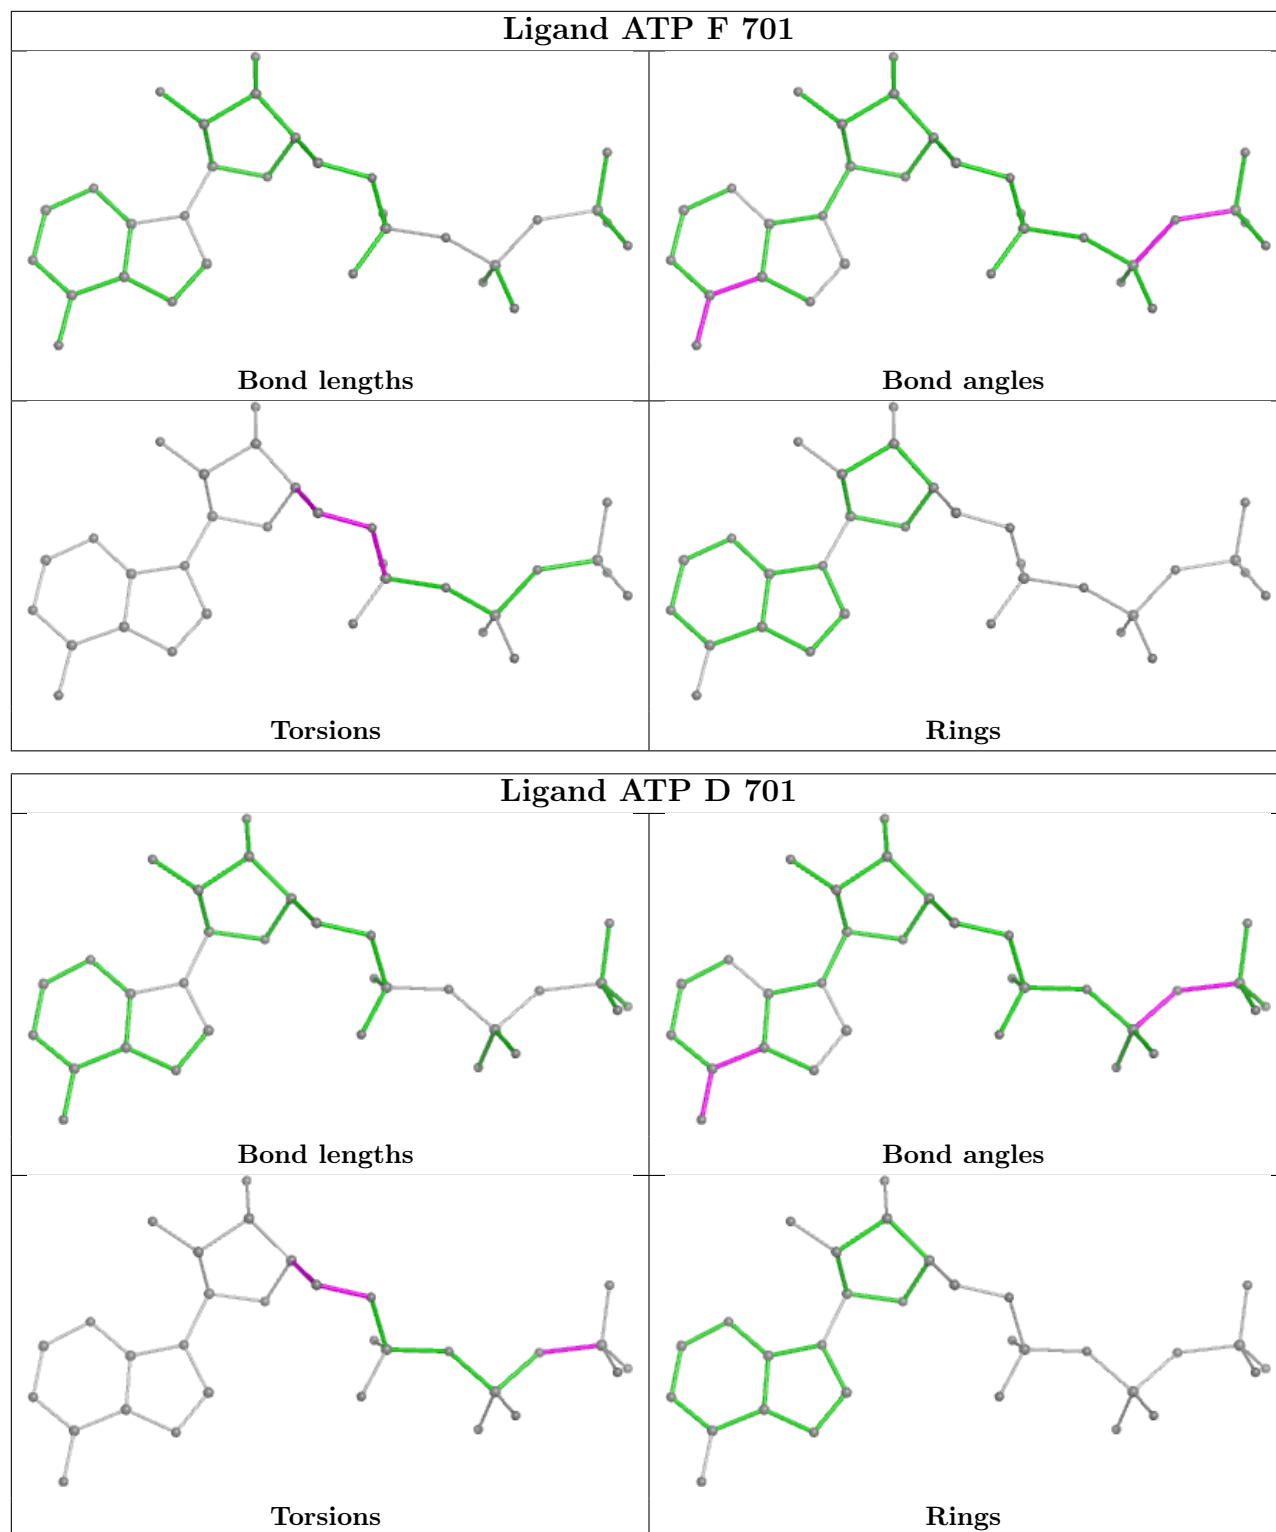 Ligand ATP F 701
Bond lengths
Bond angles
Torsions
Rings
Ligand ATP D 701
Bond lengths
Bond angles
Torsions
Rings